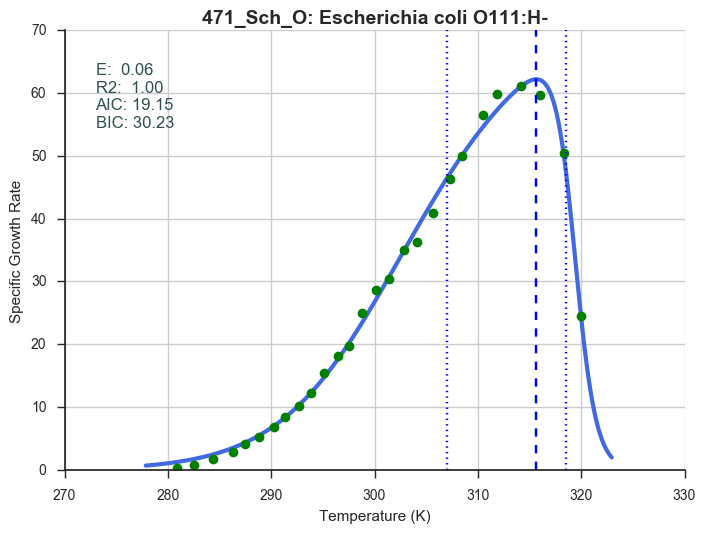 471_Sch_O: Escherichia coli O111:H-
E:  0.06
R2:  1.00
AIC: 19.15
BIC: 30.23
Specific Growth Rate
70
60
50
40
30
20
10
0
270 280 290 300 310 320 330
Temperature (K)